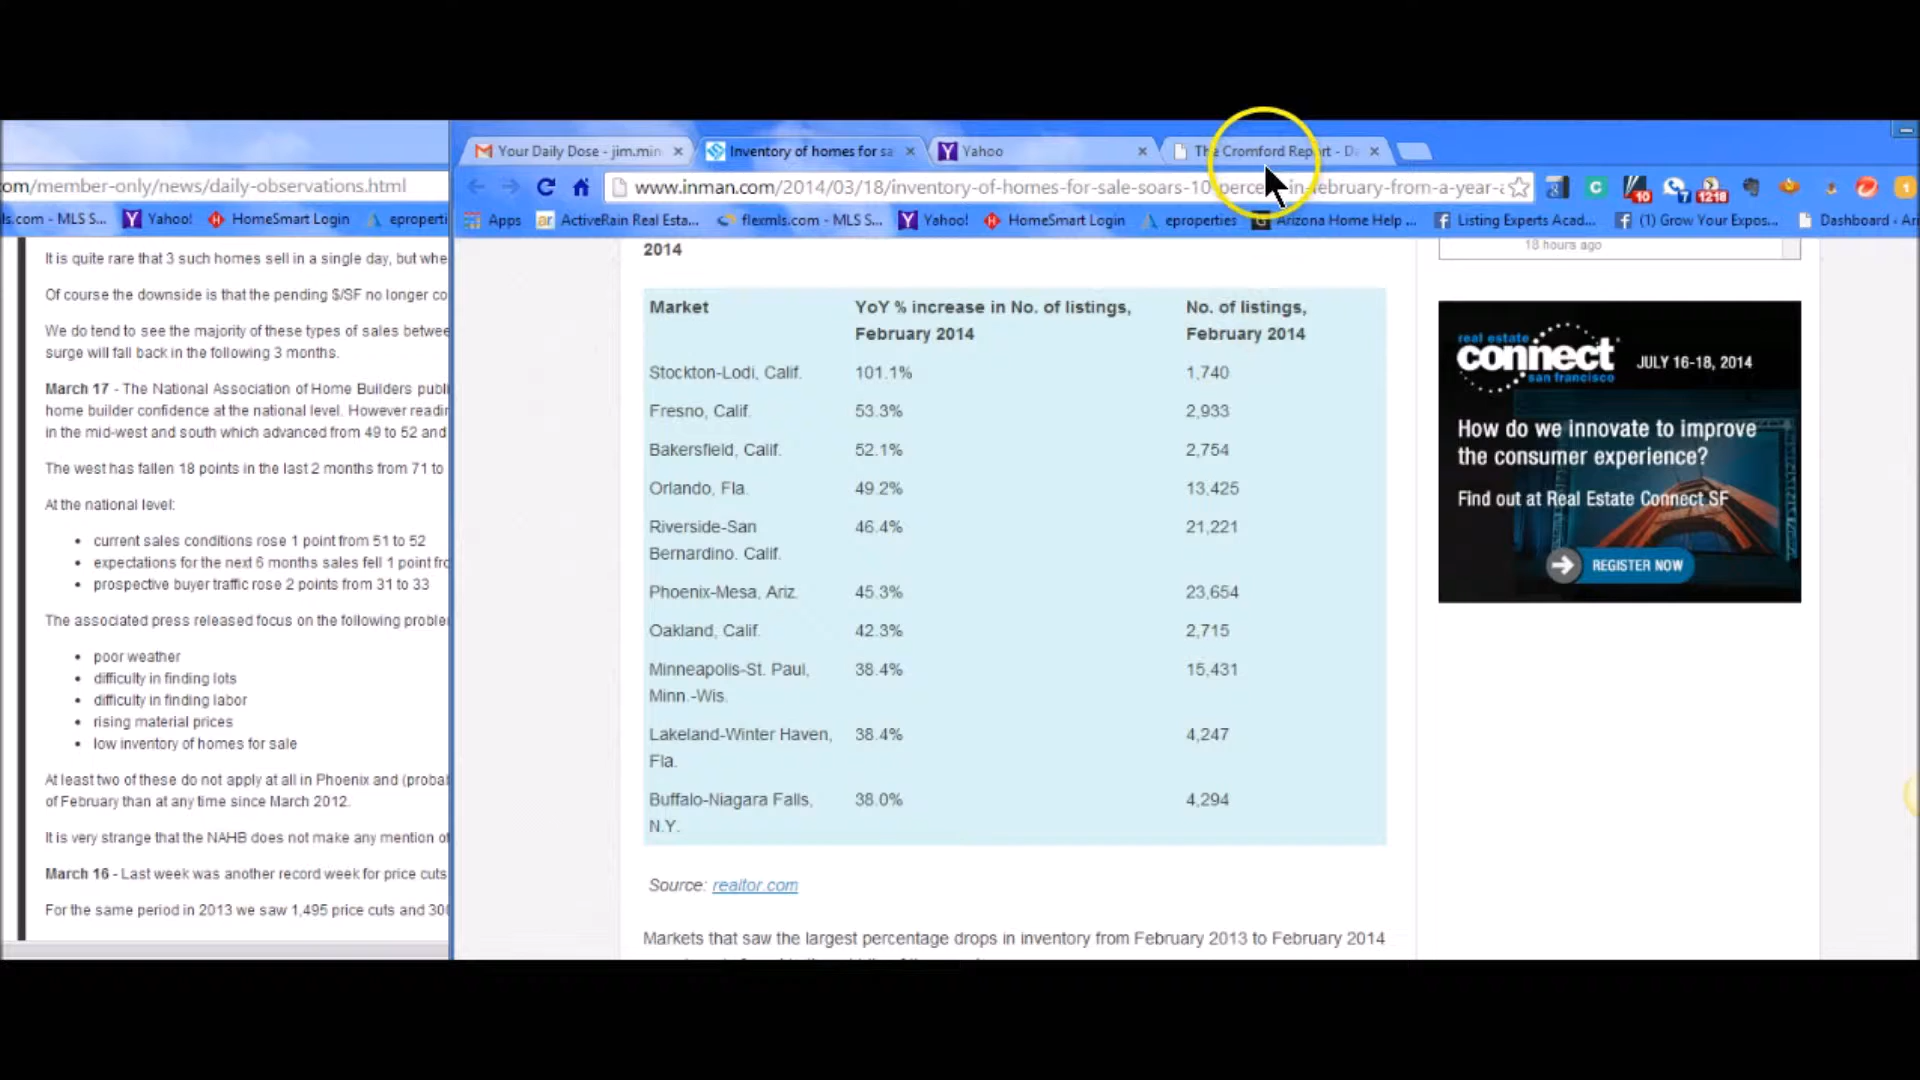 Your Daily Dose - jim.min
Inventory of homes for sa
Yahoo
The Cromford Report - D
om/member-only/news/daily-observations.html
www.inman.com/2014/03/18/inventory-of-homes-for-sale-soars-10-percent-in-february-from-a-year-a
10
7
1218
ls.com - MLS S...
Yahoo!
HomeSmart Login
eproperti
Apps
ActiveRain Real Esta...
flexmls.com - MLS S...
Yahoo!
HomeSmart Login
eproperties
Arizona Home Help ...
Listing Experts Acad...
(1) Grow Your Expos...
Dashboard - Ari
It is quite rare that 3 such homes sell in a single day, but whe
Of course the downside is that the pending $/SF no longer co
We do tend to see the majority of these types of sales betwee
surge will fall back in the following 3 months.
March 17 - The National Association of Home Builders publ
home builder confidence at the national level. However readin
in the mid-west and south which advanced from 49 to 52 and
The west has fallen 18 points in the last 2 months from 71 to
At the national level:
• current sales conditions rose 1 point from 51 to 52
• expectations for the next 6 months sales fell 1 point fro
• prospective buyer traffic rose 2 points from 31 to 33
The associated press released focus on the following proble
• poor weather
• difficulty in finding lots
• difficulty in finding labor
• rising material prices
• low inventory of homes for sale
At least two of these do not apply at all in Phoenix and (probal
of February than at any time since March 2012.
It is very strange that the NAHB does not make any mention of
March 16 - Last week was another record week for price cuts
For the same period in 2013 we saw 1,495 price cuts and 300
2014
Market YoY % increase in No. of listings, No. of listings,
February 2014 February 2014
Stockton-Lodi, Calif. 101.1% 1,740
Fresno, Calif. 53.3% 2,933
Bakersfield, Calif. 52.1% 2,754
Orlando, Fla. 49.2% 13,425
Riverside-San 46.4% 21,221
Bernardino. Calif.
Phoenix-Mesa, Ariz. 45.3% 23,654
Oakland, Calif. 42.3% 2,715
Minneapolis-St. Paul, 38.4% 15,431
Minn.-Wis.
Lakeland-Winter Haven, 38.4% 4,247
Fla.
Buffalo-Niagara Falls, 38.0% 4,294
N.Y.
Source: realtor.com
Markets that saw the largest percentage drops in inventory from February 2013 to February 2014
18 hours ago
real estate
connect
san francisco
JULY 16-18, 2014
How do we innovate to improve
the consumer experience?
Find out at Real Estate Connect SF
REGISTER NOW